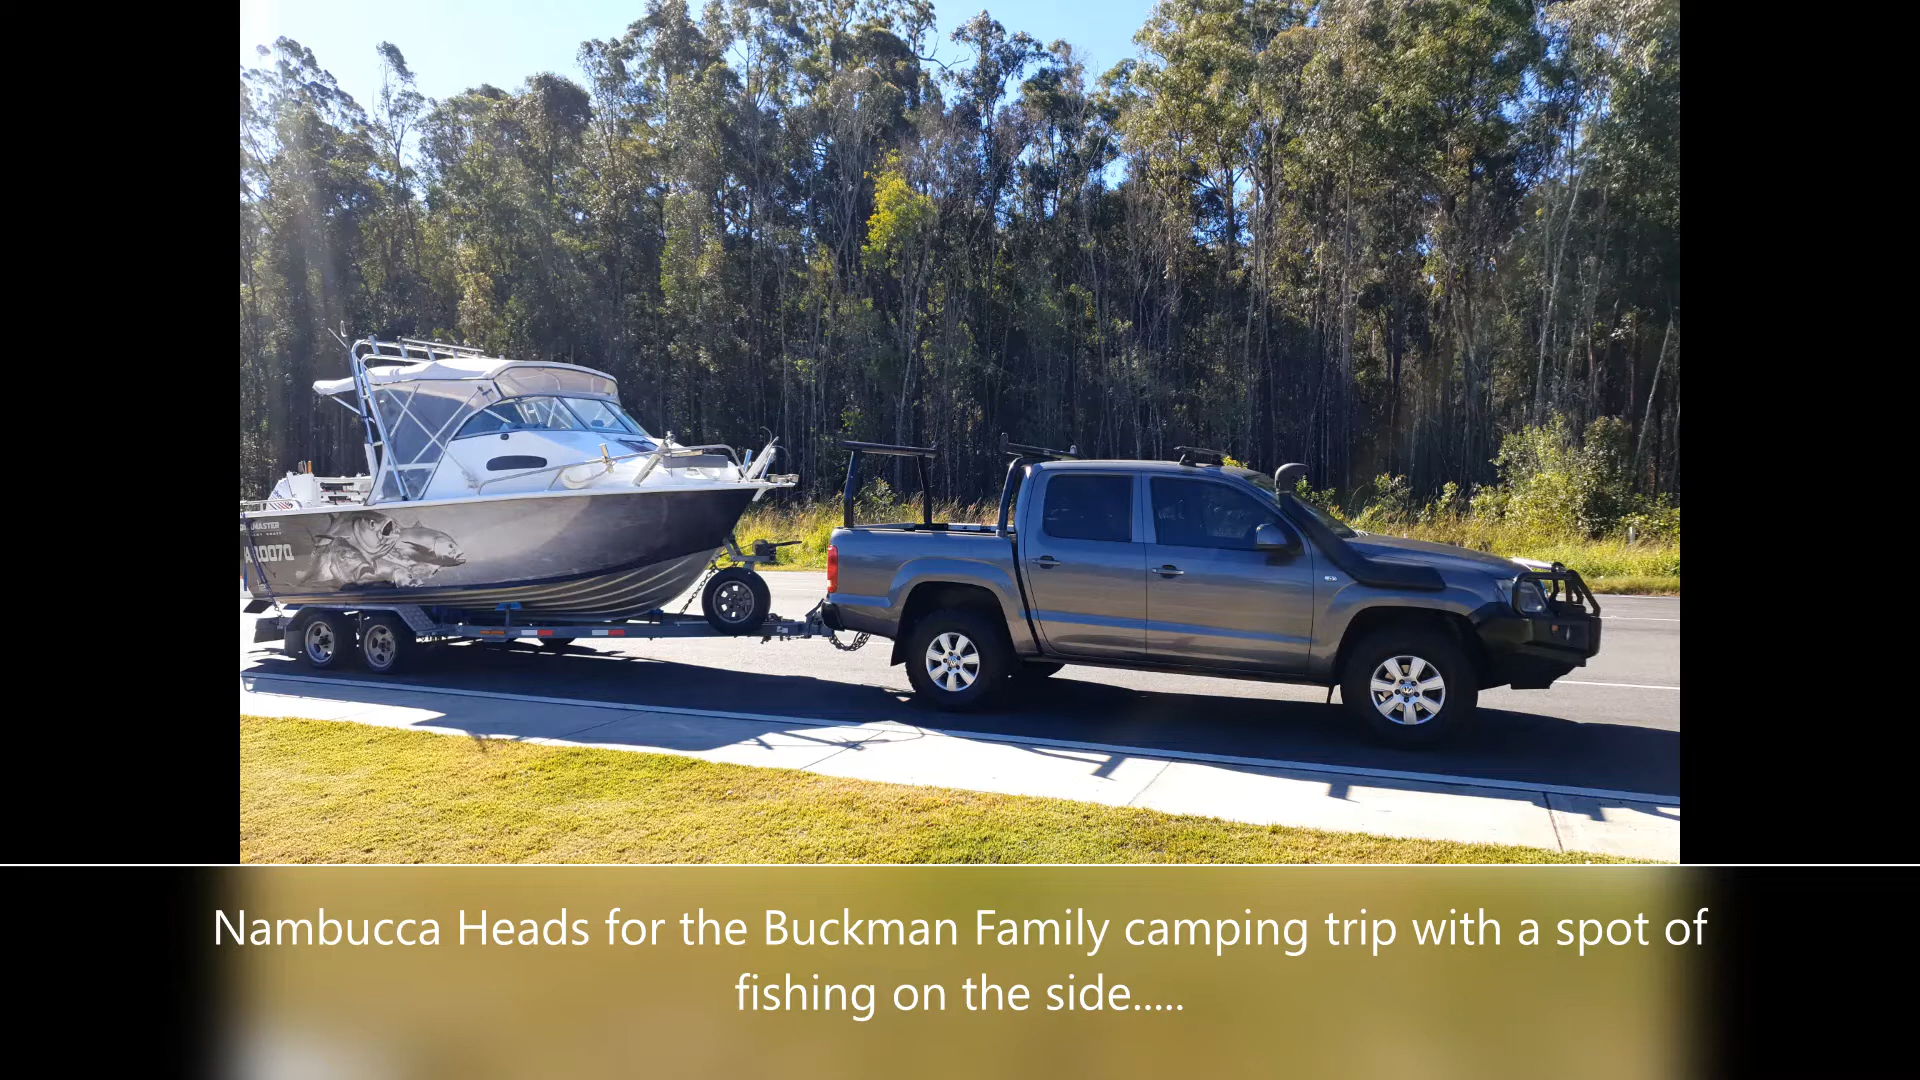 Nambucca Heads for the Buckman Family camping trip with a spot of
fishing on the side.....